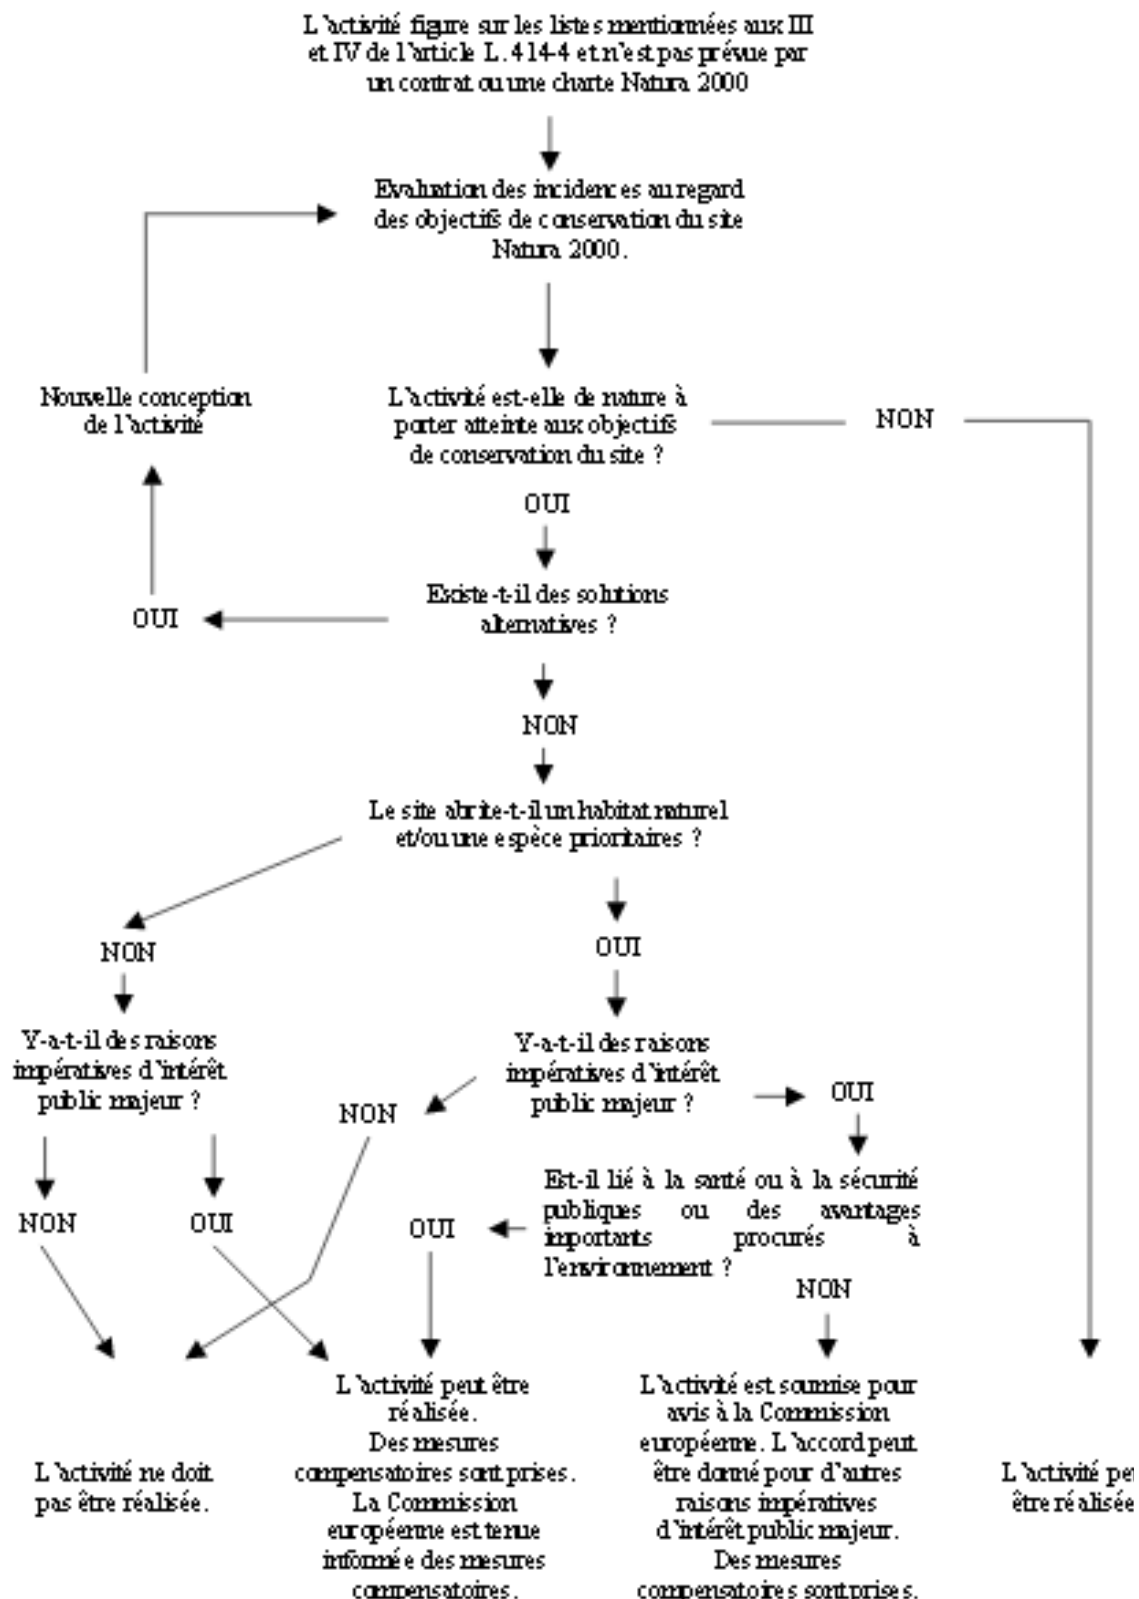 L'activité figure sur les listes mentionnées aux III
et IV de l'article L. 414-4 et n'est pas prévue par
un contrat ou une charte Natura 2000
Evaluation des incidences au regard
des objectifs de conservation du site
Natura 2000.
Nouvelle conception
de l'activité
L'activité est-elle de nature à
porter atteinte aux objectifs
de conservation du site ?
NON
OUI
Existe-t-il des solutions
alternatives ?
OUI
NON
Le site abrite-t-il un habitat naturel
et/ou une espèce prioritaires ?
NON
OUI
Y-a-t-il des raisons
impératives d'intérêt
public majeur ?
Y-a-t-il des raisons
impératives d'intérêt
public majeur ?
NON
OUI
Est-il lié à la santé ou à la sécurité
publiques ou des avantages
importants procurés à
l'environnement ?
NON
OUI
OUI
NON
L'activité ne doit
pas être réalisée.
L'activité peut être
réalisée.
Des mesures
compensatoires sont prises.
La Commission
européenne est tenue
informée des mesures
compensatoires.
L'activité est soumise pour
avis à la Commission
européenne. L'accord peut
être donné pour d'autres
raisons impératives
d'intérêt public majeur.
Des mesures
compensatoires sont prises.
L'activité pe
être réalisée